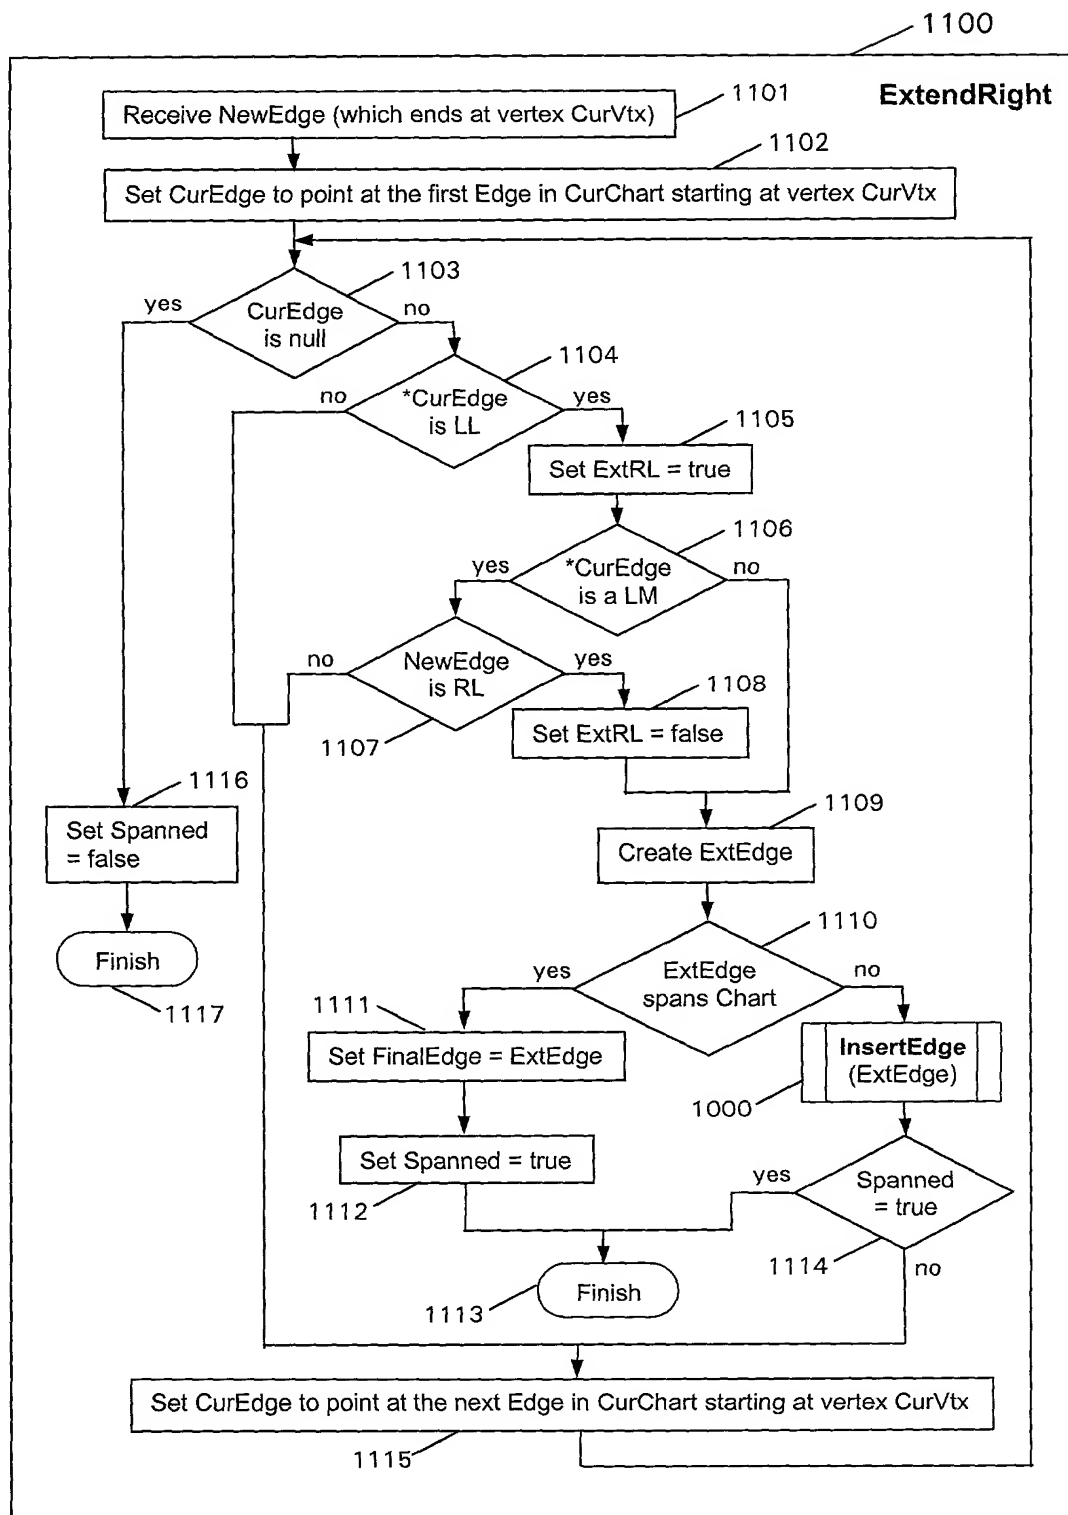 1100
ExtendRight
1101
Receive NewEdge (which ends at vertex CurVtx)
1102
Set CurEdge to point at the first Edge in CurChart starting at vertex CurVtx
1103
yes
CurEdge
is null
no
1104
no
*CurEdge
is LL
yes
1105
Set ExtRL = true
1106
yes
*CurEdge
is a LM
no
no
NewEdge
is RL
yes
1107
1108
Set ExtRL = false
1116
Set Spanned
= false
1109
Create ExtEdge
Finish
1117
1110
yes
ExtEdge
spans Chart
no
1111
Set FinalEdge = ExtEdge
InsertEdge
(ExtEdge)
1000
Set Spanned = true
1112
yes
Spanned
= true
1114
no
Finish
1113
Set CurEdge to point at the next Edge in CurChart starting at vertex CurVtx
1115